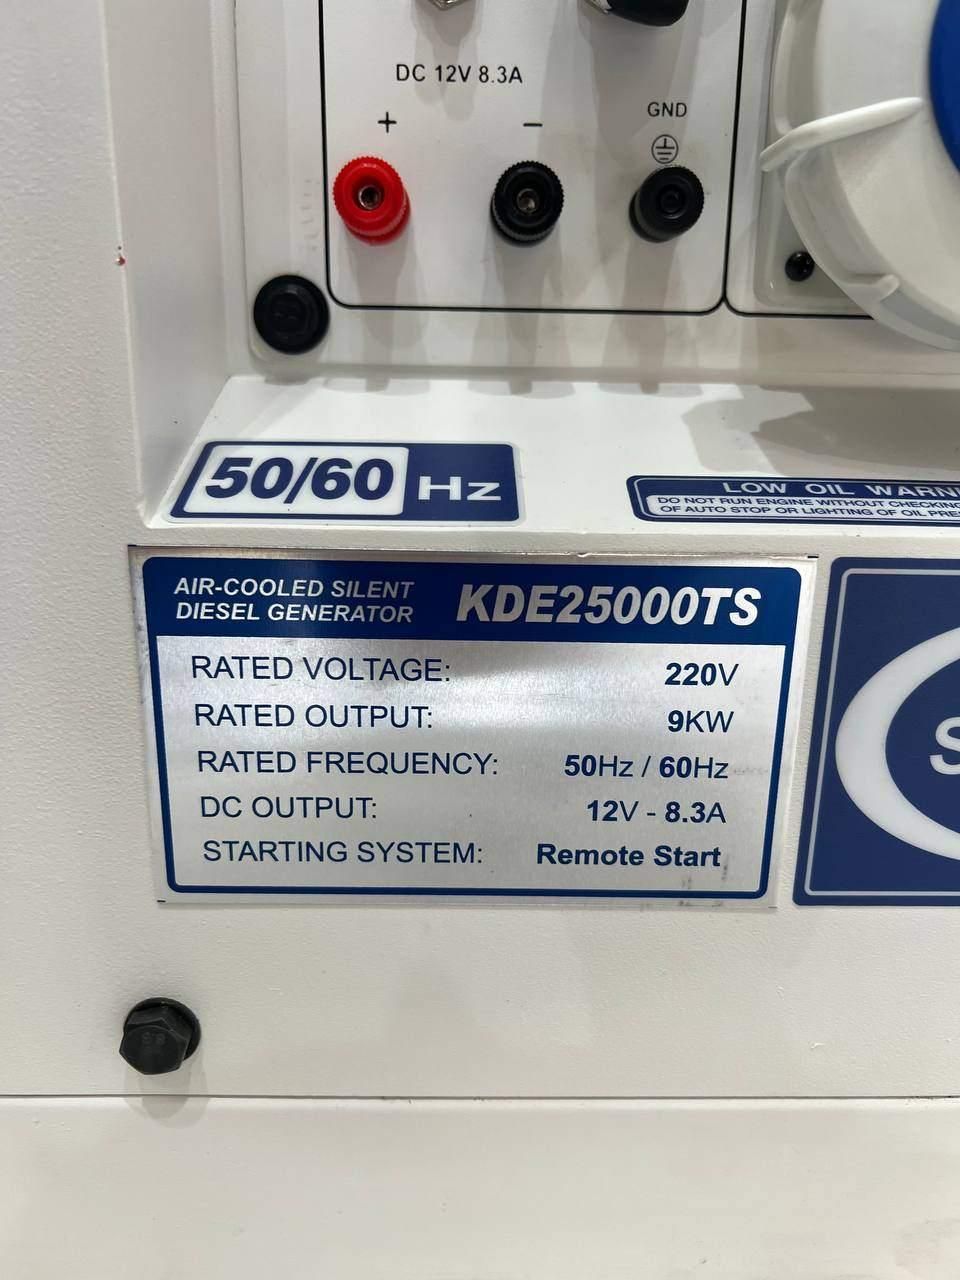 DC 12V 8.3A
+
−
GND
50/60 Hz
LOW OIL
DO NOT RUN ENGINE WITHOUT CHECKING
OF AUTO STOP OR LIGHTING OF OIL
AIR-COOLED SILENT
DIESEL GENERATOR
KDE25000TS
RATED VOLTAGE: 220V
RATED OUTPUT: 9KW
RATED FREQUENCY: 50Hz / 60Hz
DC OUTPUT: 12V - 8.3A
STARTING SYSTEM: Remote Start
S
8.8